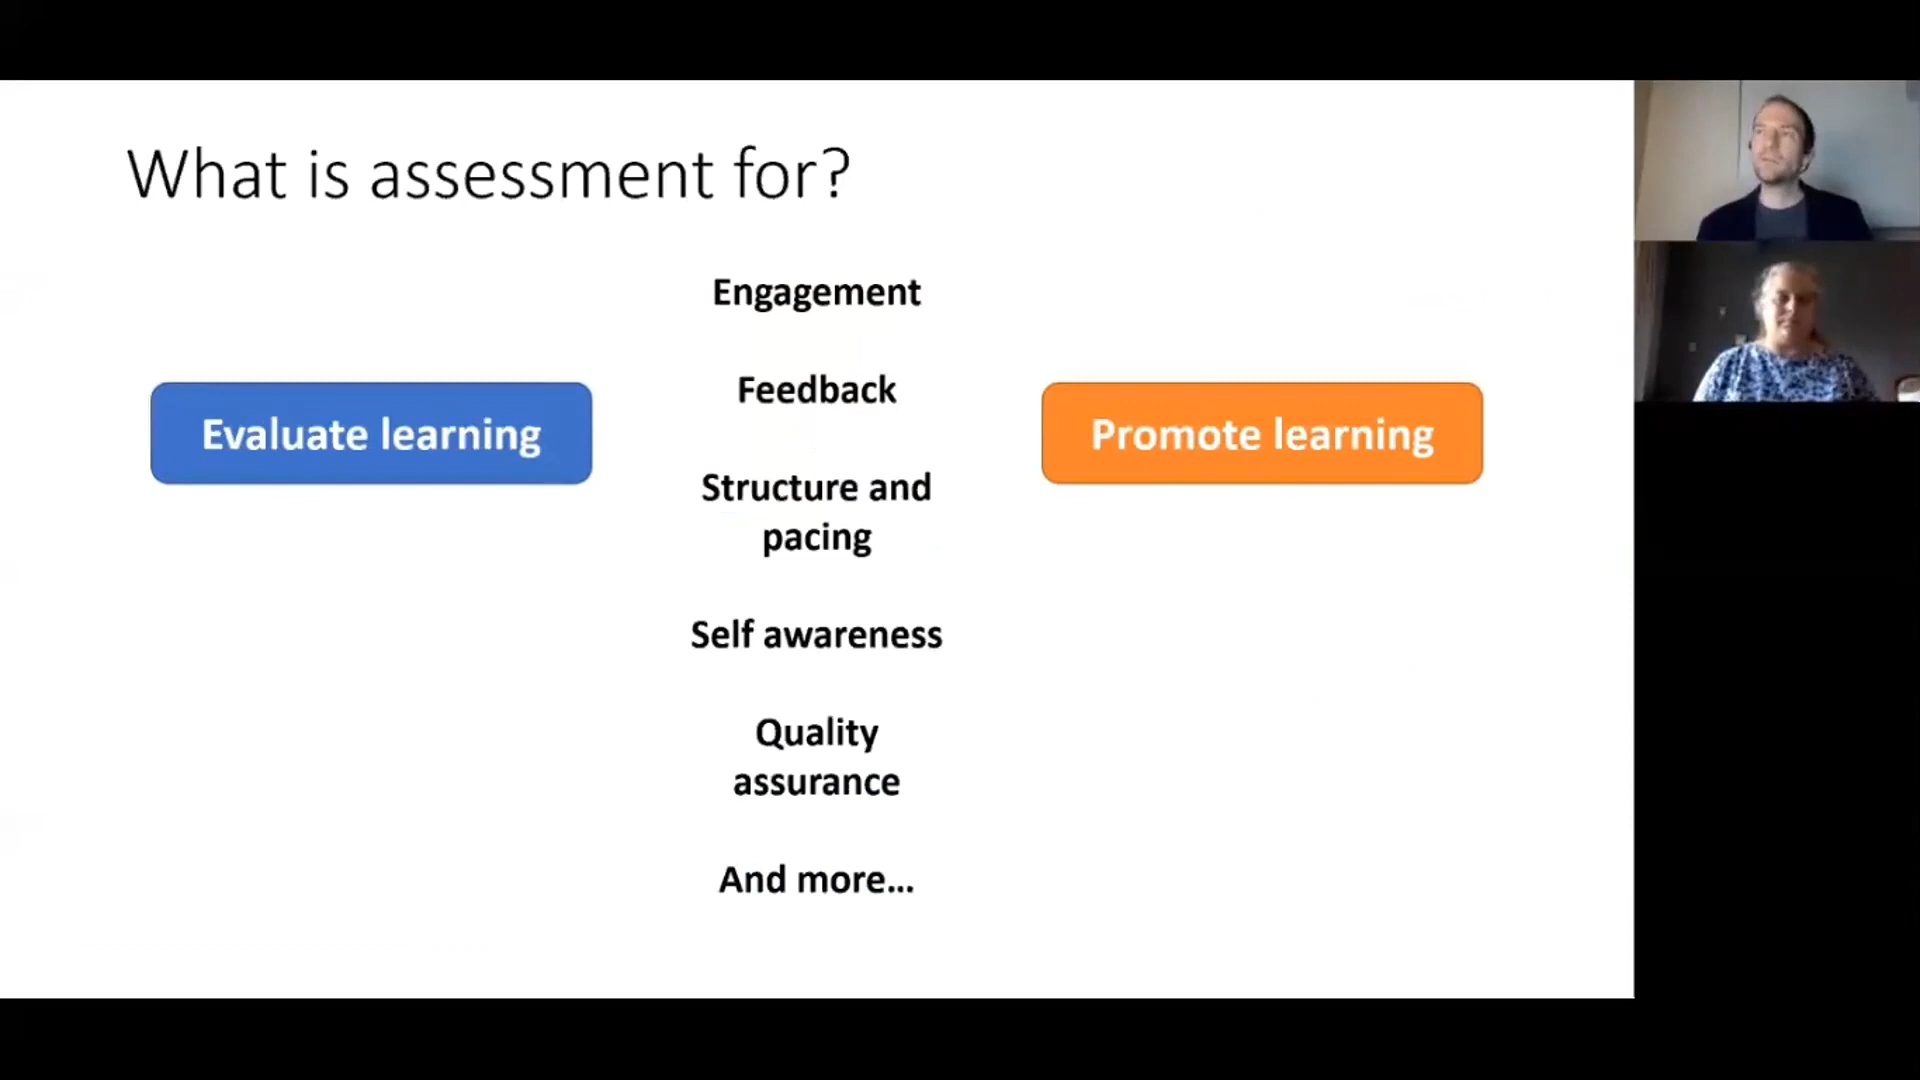 What is assessment for?
Engagement
Feedback
Evaluate learning
Promote learning
Structure and
pacing
Self awareness
Quality
assurance
And more...